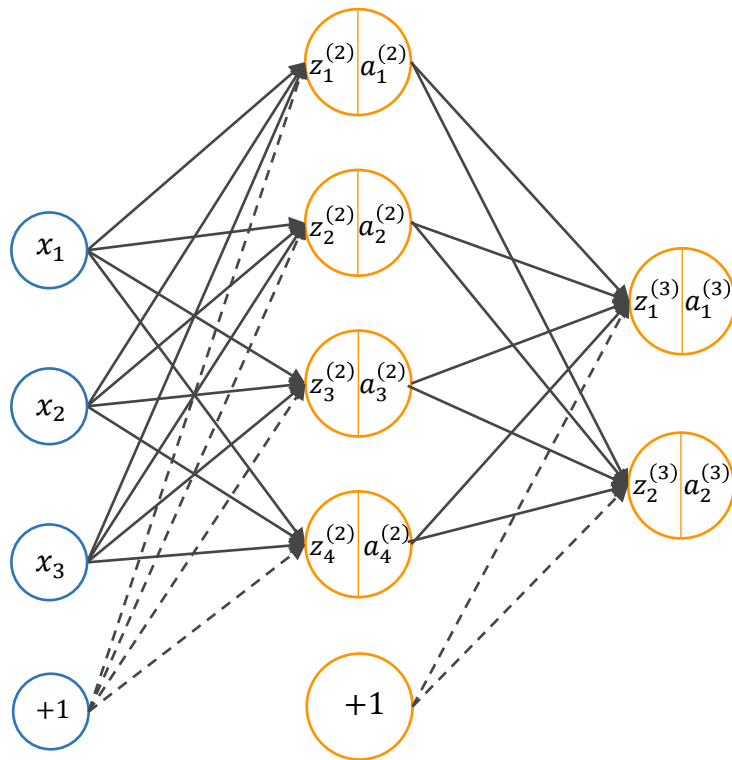 x₁
x₂
x₃
+1
z₁⁽²⁾ a₁⁽²⁾
z₂⁽²⁾ a₂⁽²⁾
z₃⁽²⁾ a₃⁽²⁾
z₄⁽²⁾ a₄⁽²⁾
+1
z₁⁽³⁾ a₁⁽³⁾
z₂⁽³⁾ a₂⁽³⁾